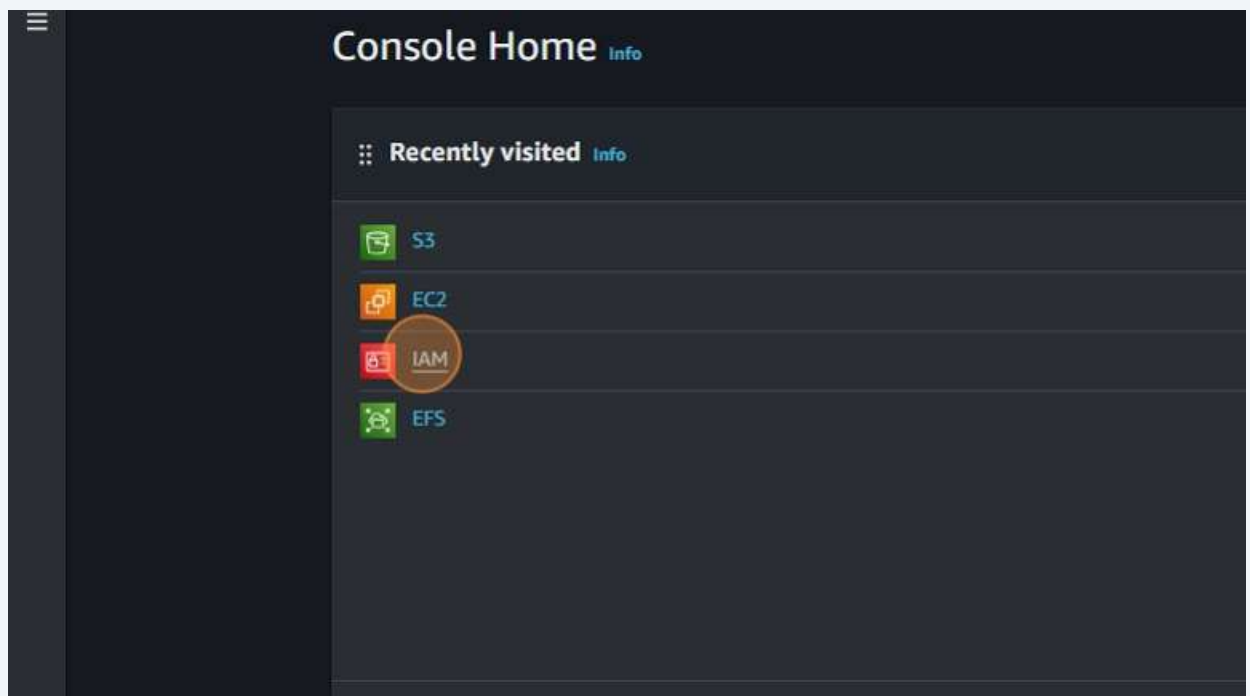 Console Home Info
Recently visited Info
S3
EC2
IAM
EFS